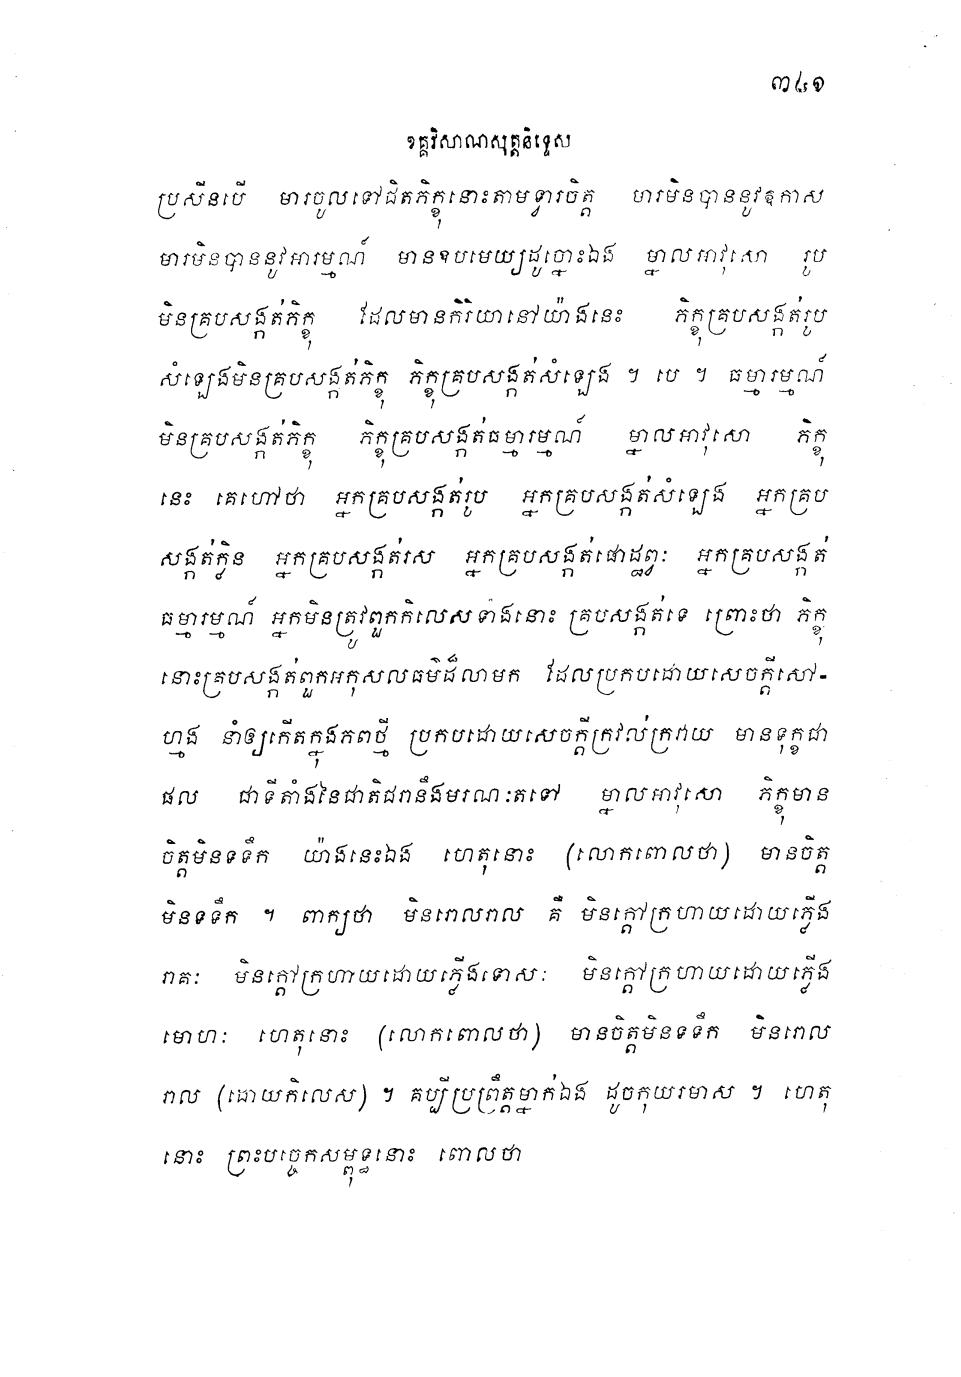 ៣៤១
ខគ្គវិសាណសុត្តនិទ្ទេស
ប្រសីនបើ មារចូលទៅជិតភិក្ខុនោះតាមទ្វារចិត្ត មារមិនបាននូវឱកាស
មារមិនបាននូវអារម្មណ៍ មានឧបមេយ្យដូច្នោះឯង ម្នាលអាវុសោ រូប
មិនគ្របសង្កត់ភិក្ខុ ដែលមានកិរិយានៅយ៉ាងនេះ ភិក្ខុគ្របសង្កត់រូប
សំឡេងមិនគ្របសង្កត់ភិក្ខុ ភិក្ខុគ្របសង្កត់សំឡេង ។ បេ ។ ធម្មារម្មណ៍
មិនគ្របសង្កត់ភិក្ខុ ភិក្ខុគ្របសង្កត់ធម្មារម្មណ៍ ម្នាលអាវុសោ ភិក្ខុ
នេះ គេហៅថា អ្នកគ្របសង្កត់រូប អ្នកគ្របសង្កត់សំឡេង អ្នកគ្រប
សង្កត់ក្លិន អ្នកគ្របសង្កត់រស អ្នកគ្របសង្កត់ផោដ្ឋព្វៈ អ្នកគ្របសង្កត់
ធម្មារម្មណ៍ អ្នកមិនត្រូវពួកកិលេសទាំងនោះ គ្របសង្កត់ទេ ព្រោះថា ភិក្ខុ
នោះគ្របសង្កត់ពួកអកុសលធម៌ដ៏លាមក ដែលប្រកបដោយសេចក្តីសៅ-
ហ្មង នាំឲ្យកើតក្នុងភពថ្មី ប្រកបដោយសេចក្តីក្រវល់ក្រវាយ មានទុក្ខជា
ផល ជាទីតាំងនៃជាតិជរានឹងមរណៈតទៅ ម្នាលអាវុសោ ភិក្ខុមាន
ចិត្តមិនទទឹក យ៉ាងនេះឯង ហេតុនោះ (លោកពោលថា) មានចិត្ត
មិនទទឹក ។ ពាក្យថា មិនរោលរាល គឺ មិនក្តៅក្រហាយដោយភ្លើង
រាគៈ មិនក្តៅក្រហាយដោយភ្លើងទោសៈ មិនក្តៅក្រហាយដោយភ្លើង
មោហៈ ហេតុនោះ (លោកពោលថា) មានចិត្តមិនទទឹក មិនរោល
រាល (ដោយកិលេស) ។ គប្បីប្រព្រឹត្តម្នាក់ឯង ដូចកុយរមាស ។ ហេតុ
នោះ ព្រះបច្ចេកសម្ពុទ្ធនោះ ពោលថា